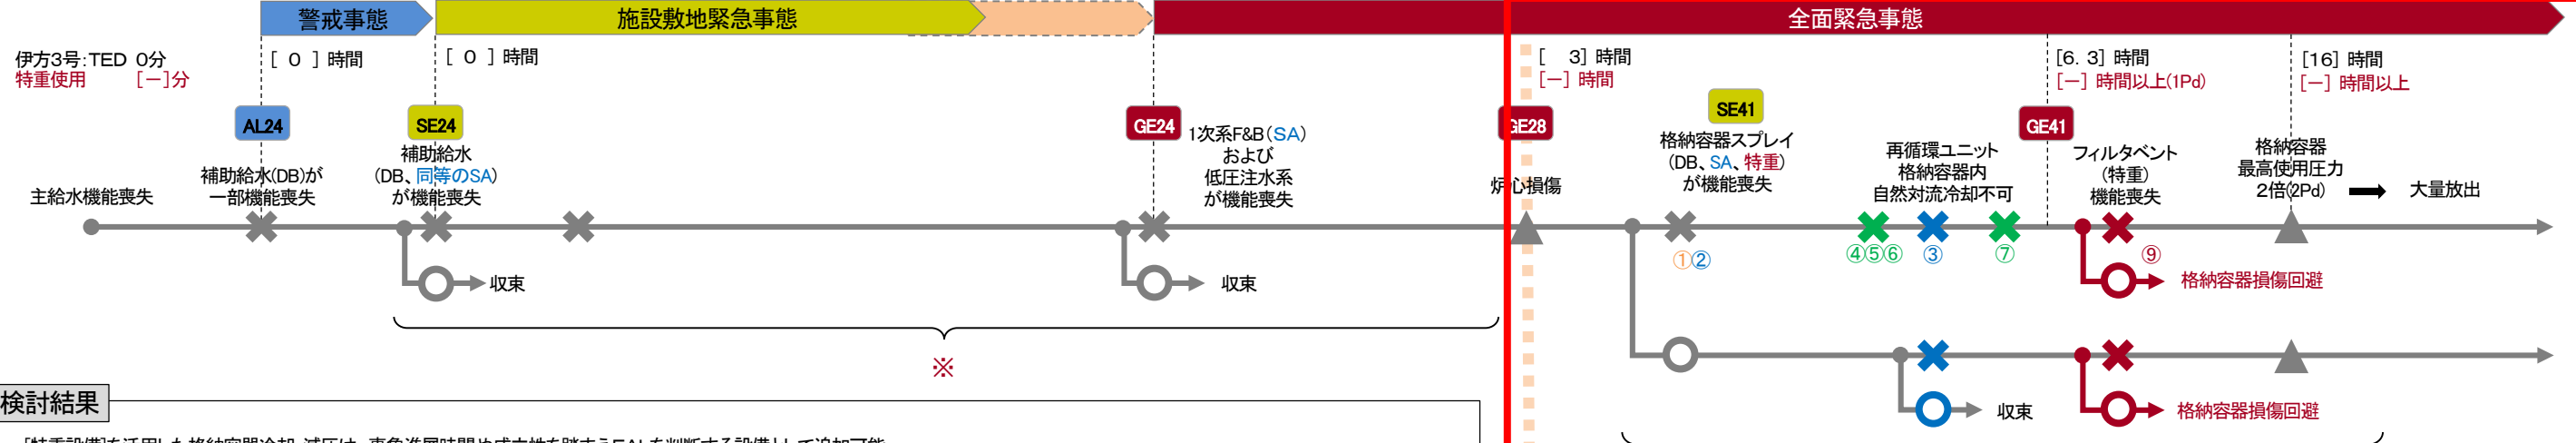 警戒事態
施設敷地緊急事態
全面緊急事態
伊方3号:TED 0分
特重使用 [－]分
[ 0 ] 時間
[ 0 ] 時間
[ 3] 時間
[－] 時間
[6. 3] 時間
[－] 時間以上(1Pd)
[16] 時間
[－] 時間以上
AL24
SE24
GE24
GE28
SE41
GE41
主給水機能喪失
補助給水(DB)が
一部機能喪失
補助給水
(DB、同等のSA)
が機能喪失
1次系F&B(SA)
および
低圧注水系
が機能喪失
炉心損傷
格納容器スプレイ
(DB、SA、特重)
が機能喪失
再循環ユニット
格納容器内
自然対流冷却不可
フィルタベント
(特重)
機能喪失
格納容器
最高使用圧力
2倍(2Pd)
大量放出
①②
④⑤⑥
③
⑦
⑨
収束
収束
格納容器損傷回避
※
収束
格納容器損傷回避
検討結果